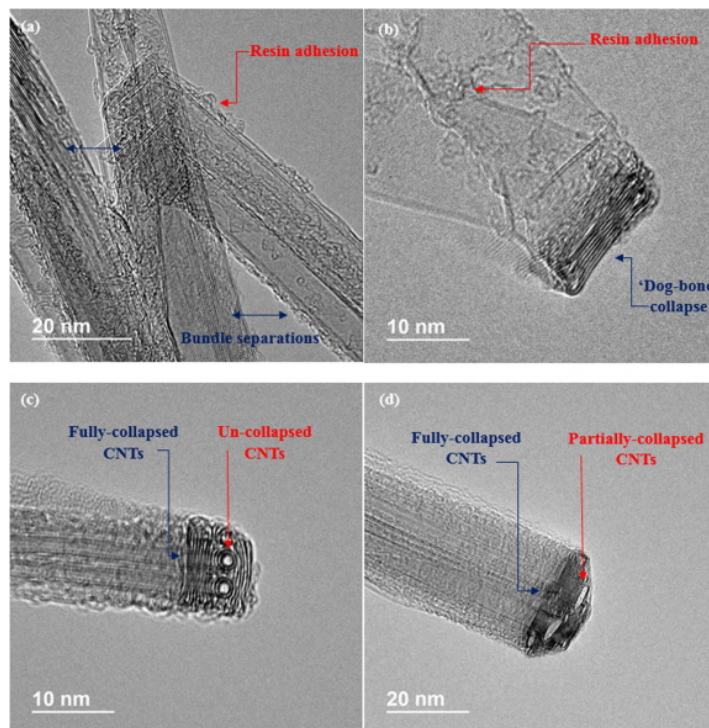 (a)
Resin adhesion
Bundle separations
20 nm
(b)
Resin adhesion
‘Dog-bone
collapse
10 nm
(c)
Fully-collapsed
CNTs
Un-collapsed
CNTs
10 nm
(d)
Fully-collapsed
CNTs
Partially-collapsed
CNTs
20 nm